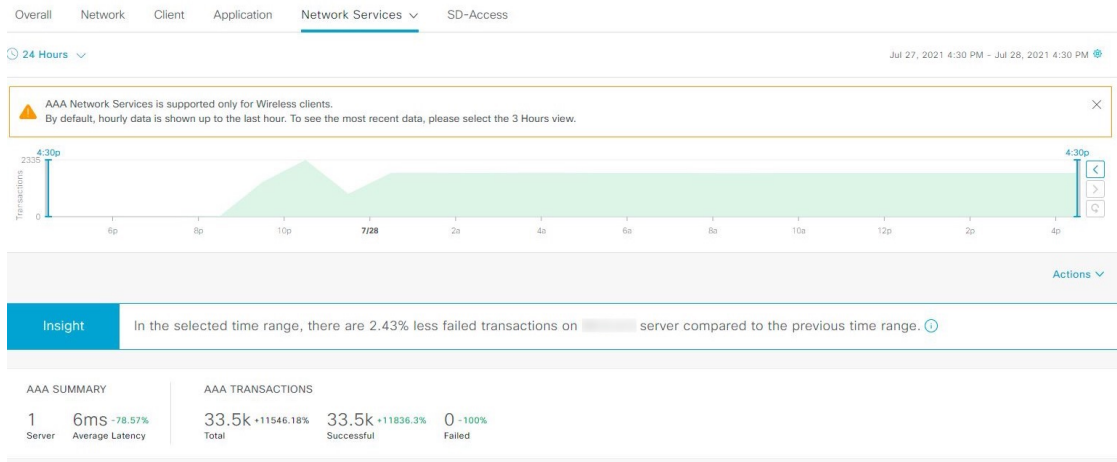 Overall Network Client Application Network Services SD-Access
24 Hours Jul 27, 2021 4:30 PM - Jul 28, 2021 4:30 PM
AAA Network Services is supported only for Wireless clients.
By default, hourly data is shown up to the last hour. To see the most recent data, please select the 3 Hours view.
4:30p 4:30p
2335
Transactions
0
6p 8p 10p 7/28 2a 4a 6a 8a 10a 12p 2p 4p
Actions
Insight In the selected time range, there are 2.43% less failed transactions on server compared to the previous time range.
AAA SUMMARY AAA TRANSACTIONS
1 6ms -78.57% 33.5k +11546.18% 33.5k +11836.3% 0 -100%
Server Average Latency Total Successful Failed